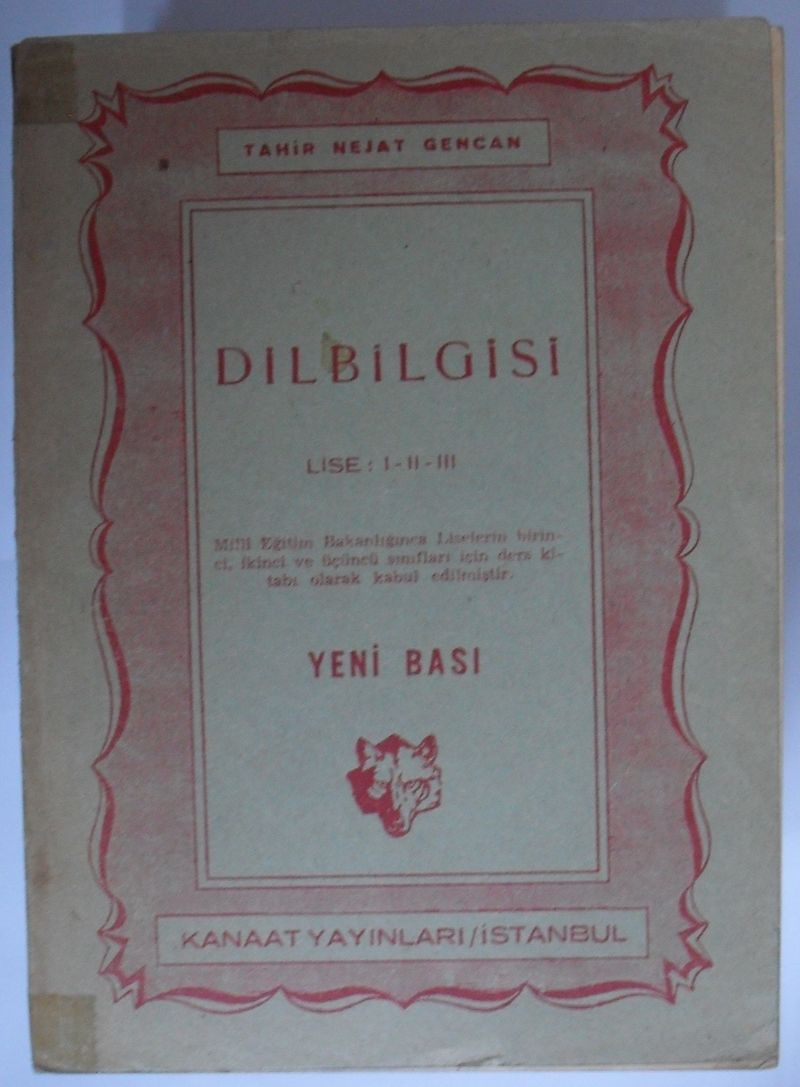 TAHİR NEJAT GENCAN
DİLBİLGİSİ
LİSE : I - II - III
Milli Eğitim Bakanlığınca Liselerin birin-
ci, ikinci ve üçüncü sınıfları için ders ki-
tabı olarak kabul edilmiştir.
YENİ BASI
KANAAT YAYINLARI/İSTANBUL